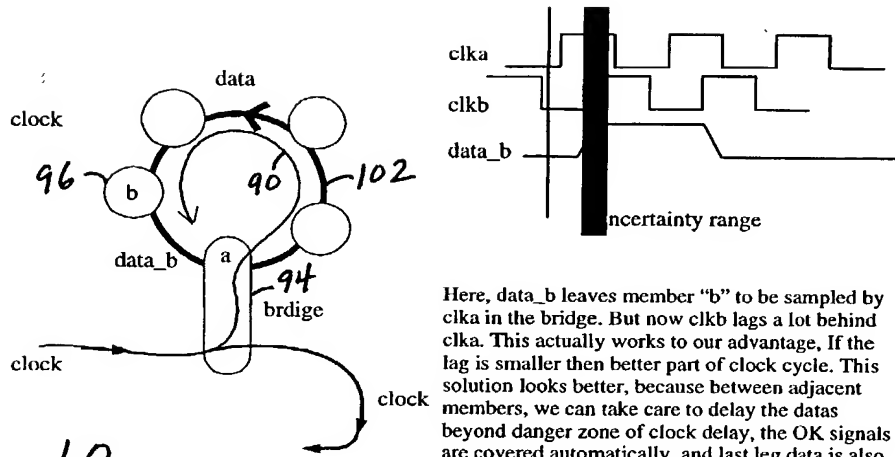 clka
clkb
data_b
ncertainty range
data
clock
96
b
90
102
data_b
a
94
brdige
clock
clock
Here, data_b leaves member “b” to be sampled by
clka in the bridge. But now clkb lags a lot behind
clka. This actually works to our advantage, If the
lag is smaller then better part of clock cycle. This
solution looks better, because between adjacent
members, we can take care to delay the datas
beyond danger zone of clock delay, the OK signals
are covered automatically, and last leg data is also